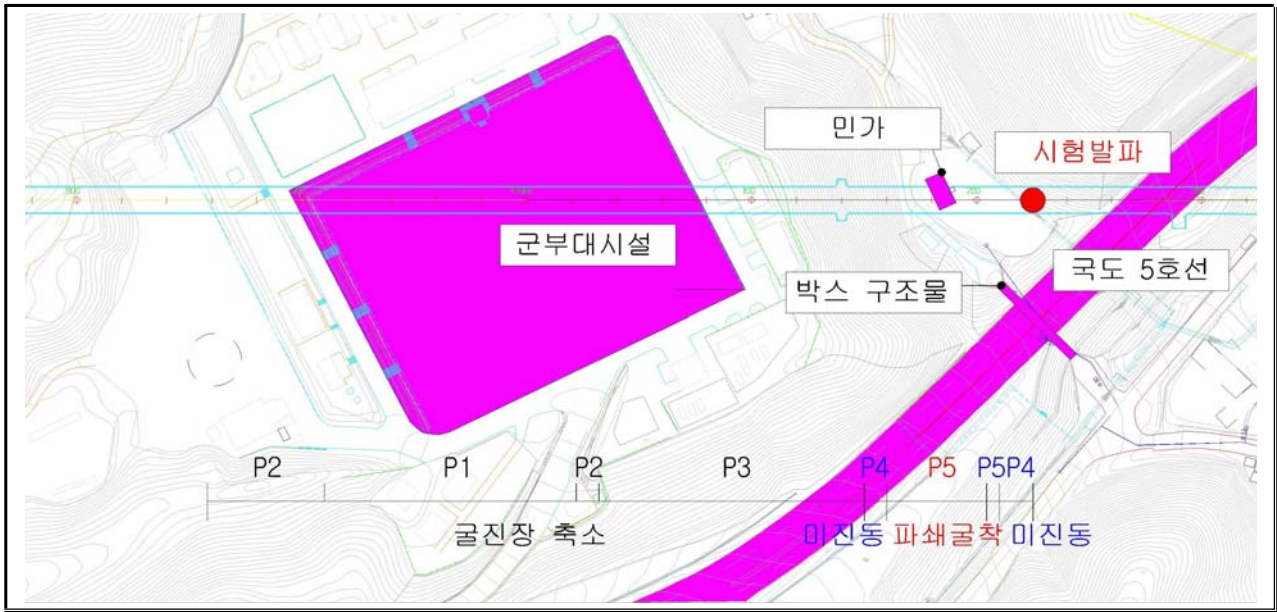 민가
시험발파
군부대시설
국도 5호선
박스 구조물
P2 P1 P2 P3 P4 P5 P5P4
굴진장 축소 미진동 파쇄굴착 미진동